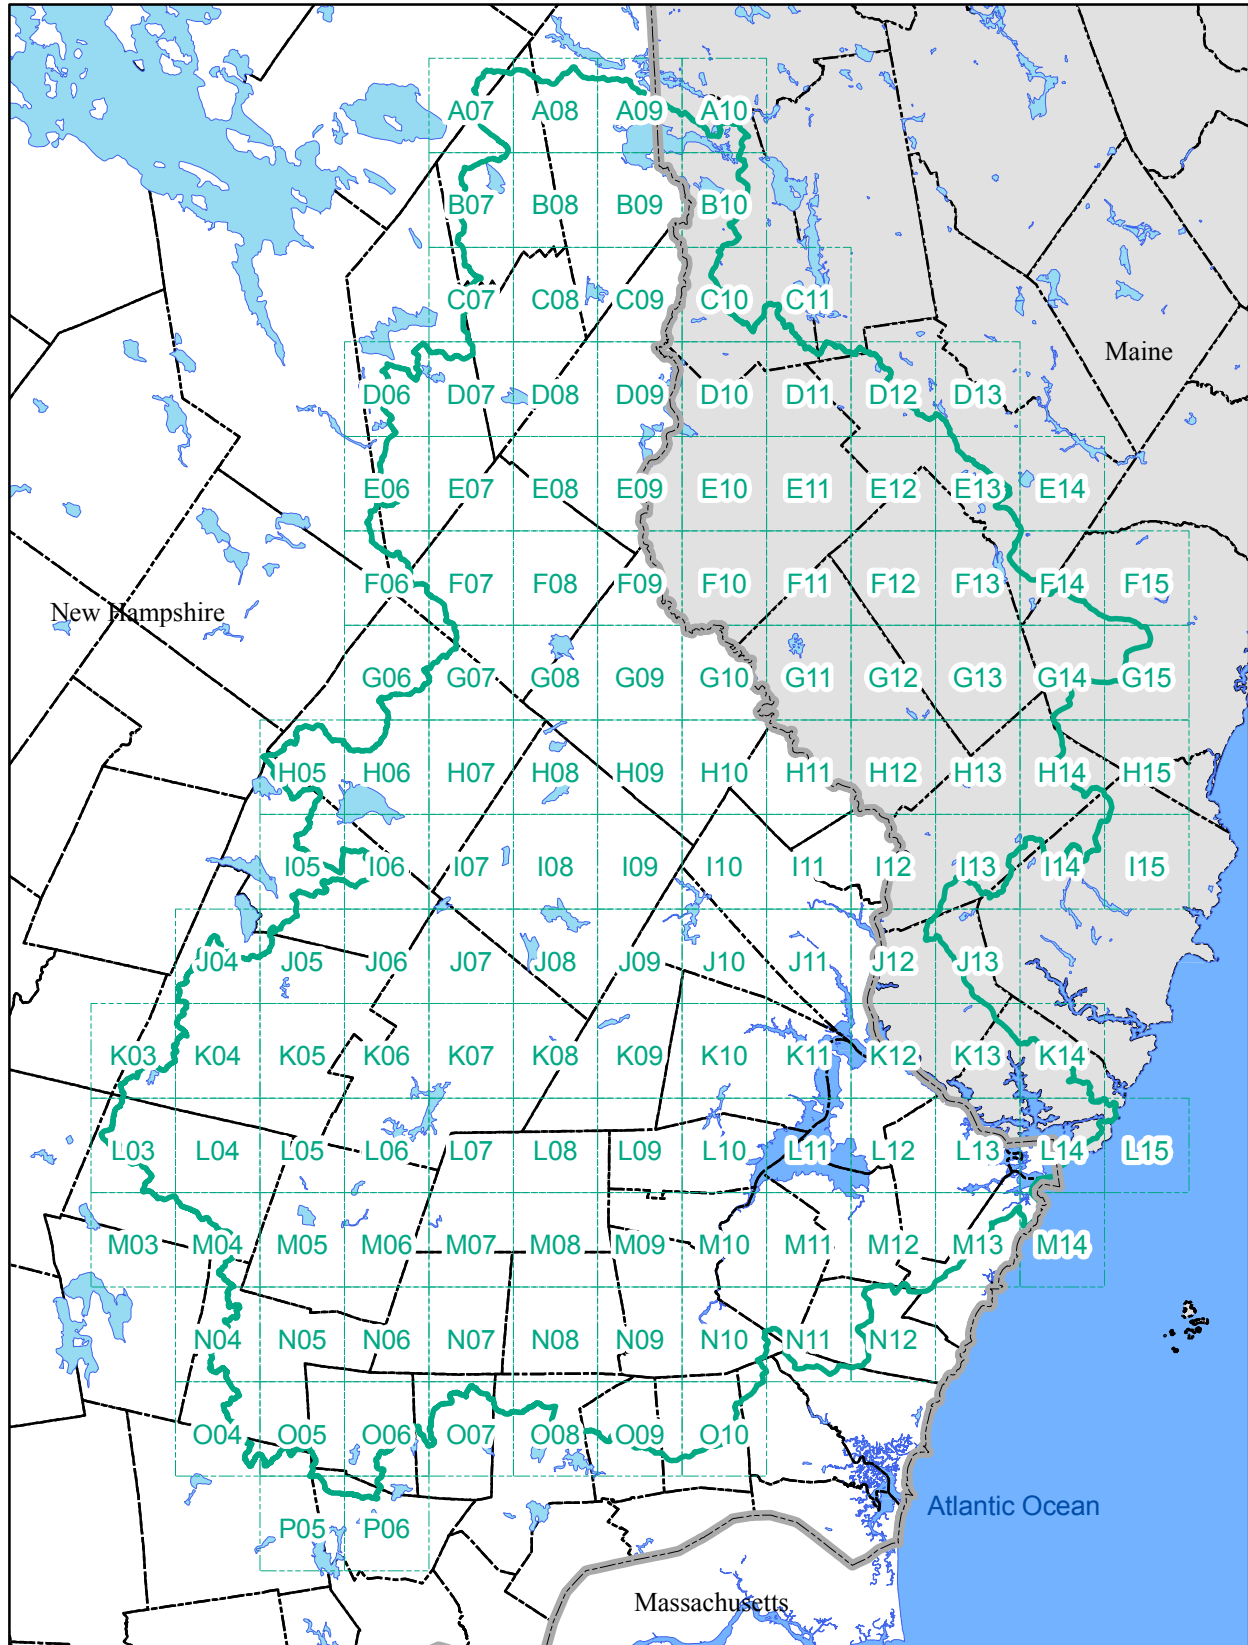 A07 A08 A09 A10
B07 B08 B09 B10
C07 C08 C09 C10 C11
Maine
D06 D07 D08 D09 D10 D11 D12 D13
E06 E07 E08 E09 E10 E11 E12 E13 E14
F06 F07 F08 F09 F10 F11 F12 F13 F14 F15
New Hampshire
G06 G07 G08 G09 G10 G11 G12 G13 G14 G15
H05 H06 H07 H08 H09 H10 H11 H12 H13 H14 H15
I05 I06 I07 I08 I09 I10 I11 I12 I13 I14 I15
J04 J05 J06 J07 J08 J09 J10 J11 J12 J13
K03 K04 K05 K06 K07 K08 K09 K10 K11 K12 K13 K14
L03 L04 L05 L06 L07 L08 L09 L10 L11 L12 L13 L14 L15
M03 M04 M05 M06 M07 M08 M09 M10 M11 M12 M13 M14
N04 N05 N06 N07 N08 N09 N10 N11 N12
O04 O05 O06 O07 O08 O09 O10
Atlantic Ocean
P05 P06
Massachusetts